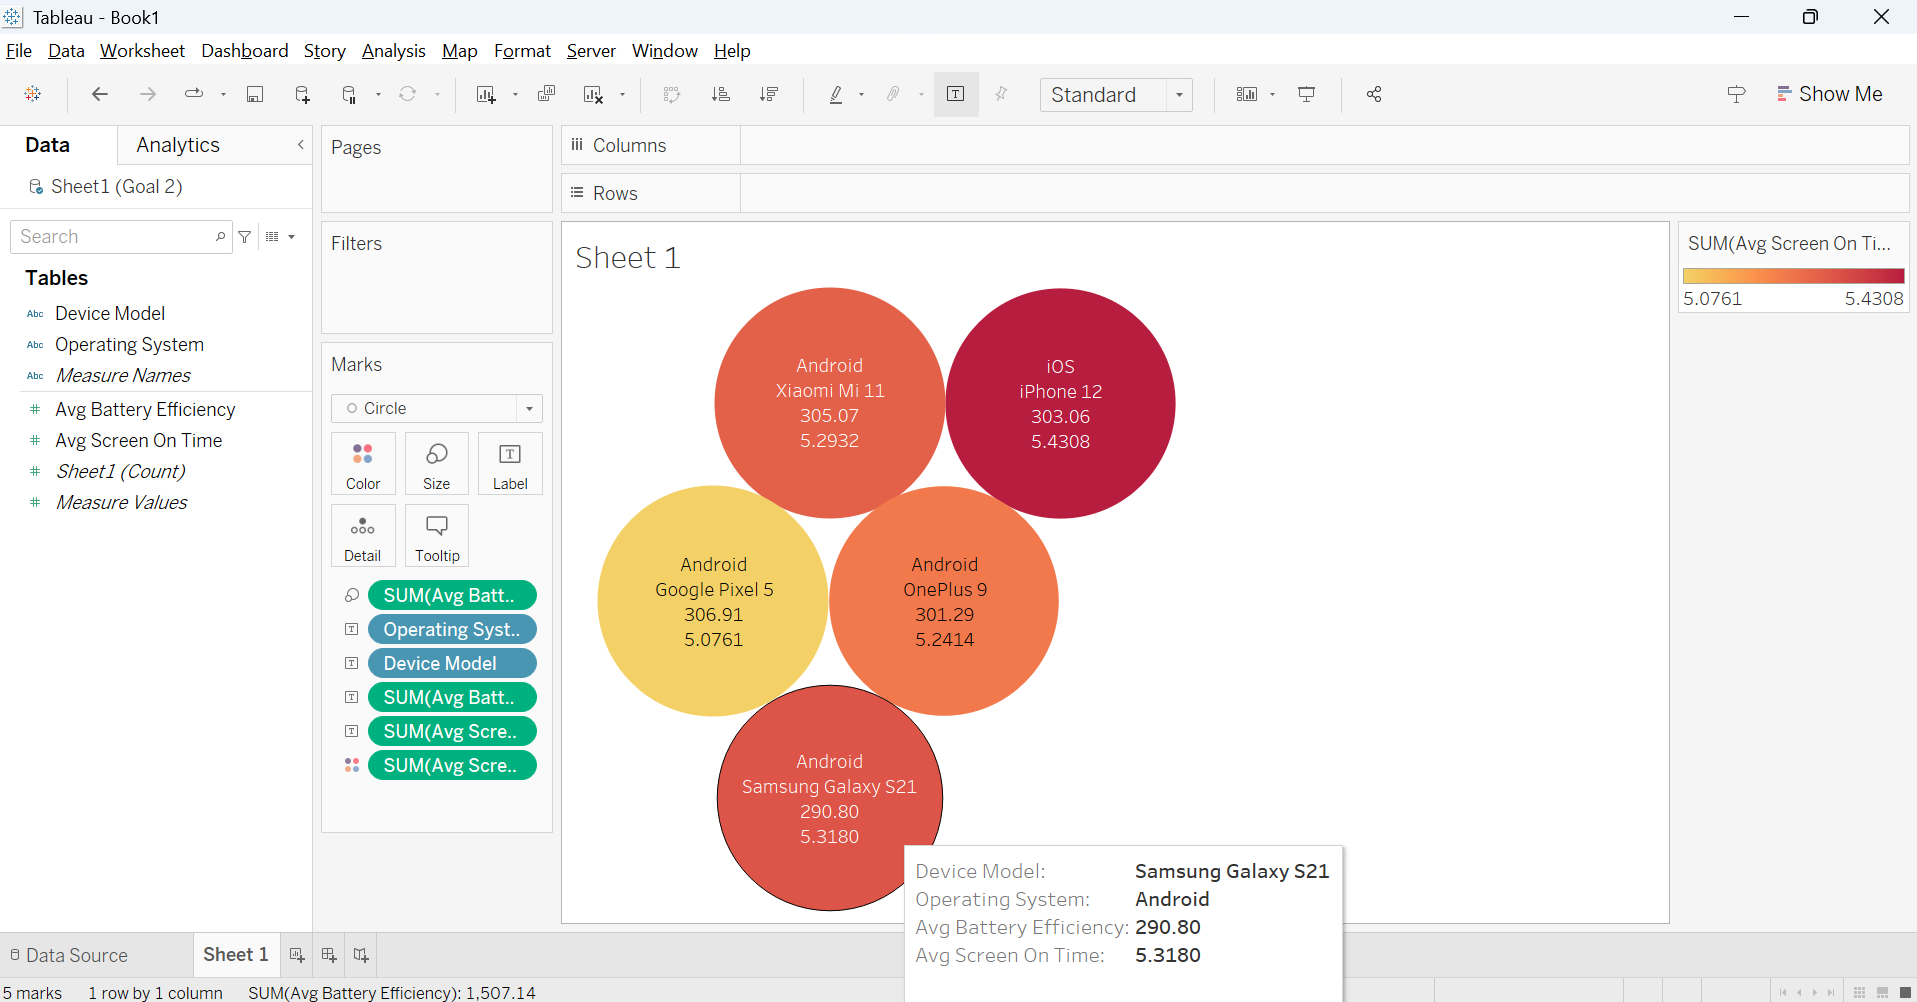 Tableau - Book1
File Data Worksheet Dashboard Story Analysis Map Format Server Window Help
Standard
Show Me
Data
Analytics
Sheet1 (Goal 2)
Search
Tables
Abc Device Model
Abc Operating System
Abc Measure Names
# Avg Battery Efficiency
# Avg Screen On Time
# Sheet1 (Count)
# Measure Values
Pages
Filters
Marks
Circle
Color
Size
Label
Detail
Tooltip
SUM(Avg Batt..
Operating Syst..
Device Model
SUM(Avg Batt..
SUM(Avg Scre..
SUM(Avg Scre..
Columns
Rows
Sheet 1
Android
Xiaomi Mi 11
305.07
5.2932
iOS
iPhone 12
303.06
5.4308
Android
Google Pixel 5
306.91
5.0761
Android
OnePlus 9
301.29
5.2414
Android
Samsung Galaxy S21
290.80
5.3180
Device Model: Samsung Galaxy S21
Operating System: Android
Avg Battery Efficiency: 290.80
Avg Screen On Time: 5.3180
SUM(Avg Screen On Ti...
5.0761 5.4308
Data Source
Sheet 1
5 marks 1 row by 1 column SUM(Avg Battery Efficiency): 1,507.14